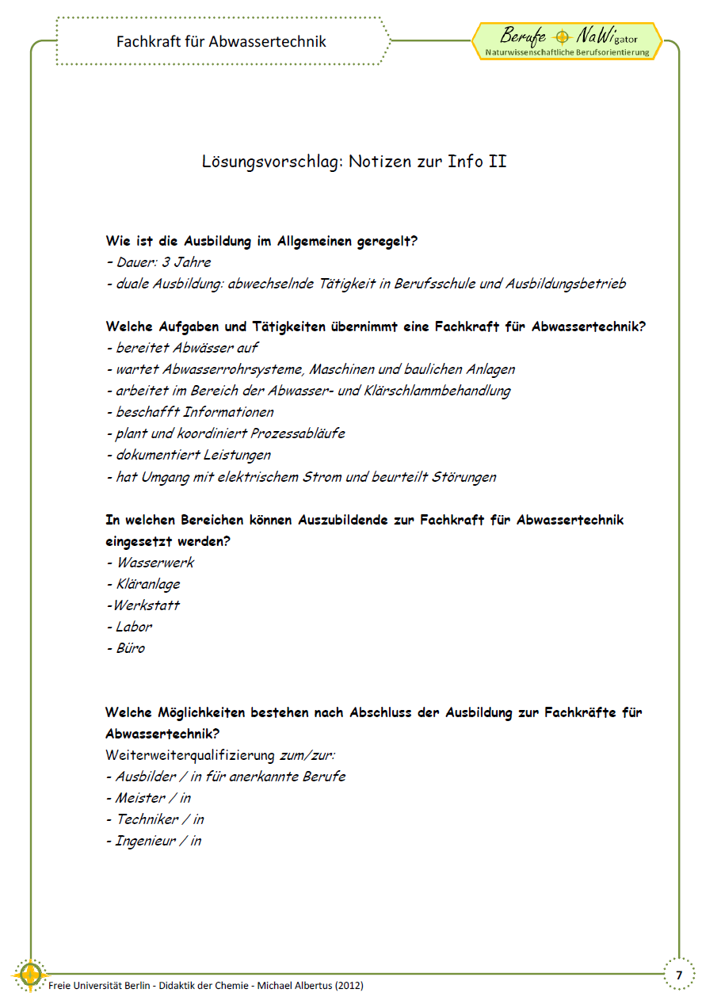 Fachkraft für Abwassertechnik
Berufe NaWigator
Naturwissenschaftliche Berufsorientierung
Lösungsvorschlag: Notizen zur Info II
Wie ist die Ausbildung im Allgemeinen geregelt?
- Dauer: 3 Jahre
- duale Ausbildung: abwechselnde Tätigkeit in Berufsschule und Ausbildungsbetrieb
Welche Aufgaben und Tätigkeiten übernimmt eine Fachkraft für Abwassertechnik?
- bereitet Abwässer auf
- wartet Abwasserrohrsysteme, Maschinen und baulichen Anlagen
- arbeitet im Bereich der Abwasser- und Klärschlammbehandlung
- beschafft Informationen
- plant und koordiniert Prozessabläufe
- dokumentiert Leistungen
- hat Umgang mit elektrischem Strom und beurteilt Störungen
In welchen Bereichen können Auszubildende zur Fachkraft für Abwassertechnik
eingesetzt werden?
- Wasserwerk
- Kläranlage
-Werkstatt
- Labor
- Büro
Welche Möglichkeiten bestehen nach Abschluss der Ausbildung zur Fachkräfte für
Abwassertechnik?
Weiterweiterqualifizierung zum/zur:
- Ausbilder / in für anerkannte Berufe
- Meister / in
- Techniker / in
- Ingenieur / in
Freie Universität Berlin - Didaktik der Chemie - Michael Albertus (2012)
7